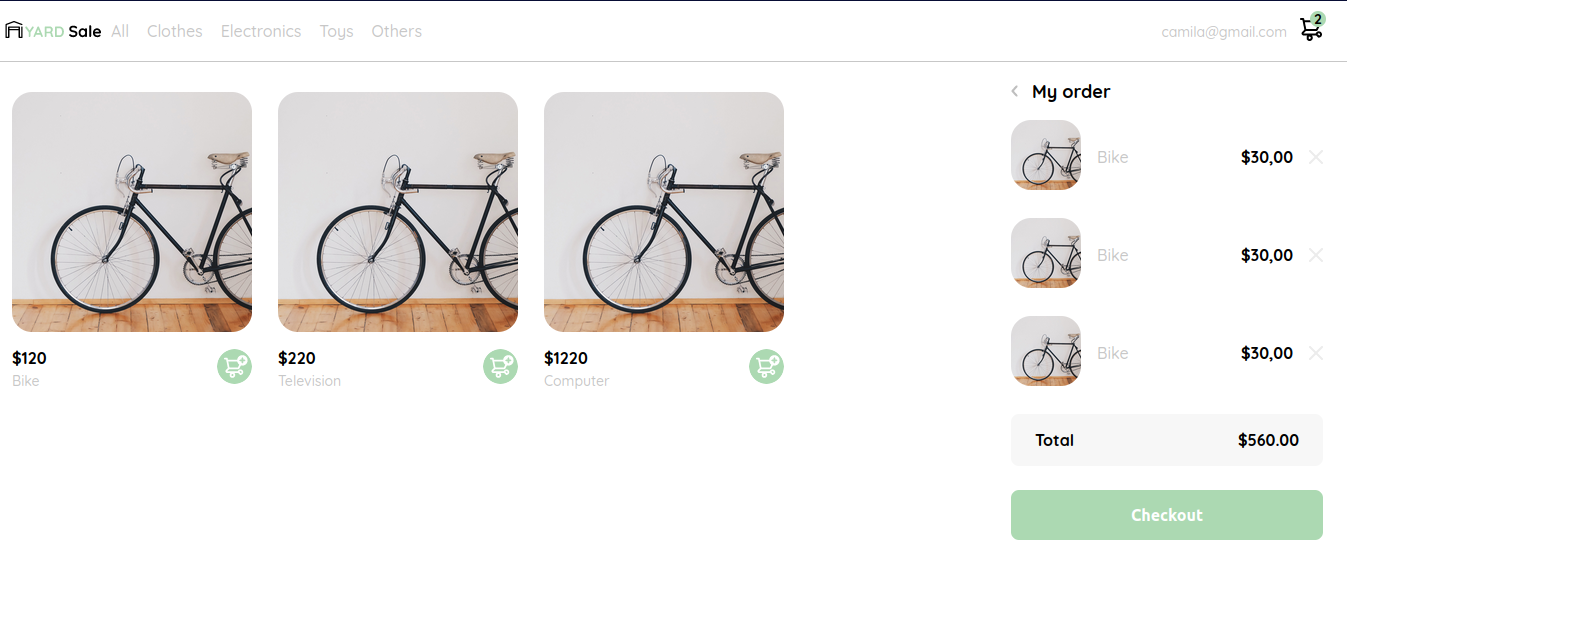 YARD Sale All Clothes Electronics Toys Others camila@gmail.com 2
$120
Bike
$220
Television
$1220
Computer
My order
Bike $30,00
Bike $30,00
Bike $30,00
Total $560.00
Checkout